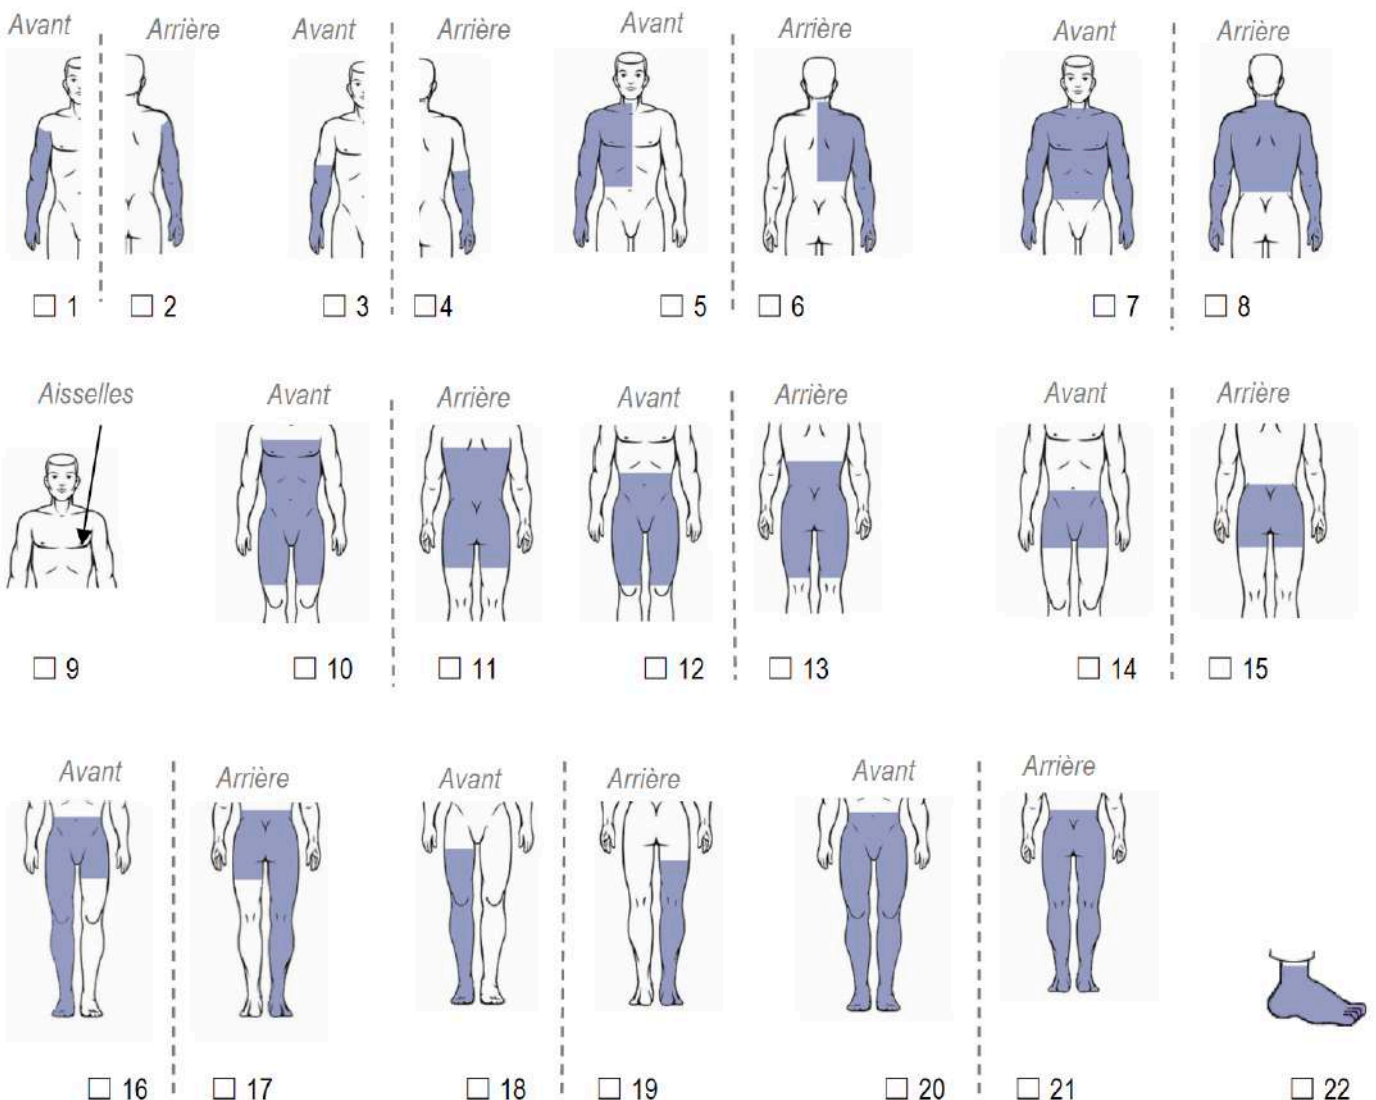 Avant Arrière Avant Arrière Avant Arrière Avant Arrière
☐ 1 ☐ 2 ☐ 3 ☐ 4 ☐ 5 ☐ 6 ☐ 7 ☐ 8
Aisselles Avant Arrière Avant Arrière Avant Arrière
☐ 9 ☐ 10 ☐ 11 ☐ 12 ☐ 13 ☐ 14 ☐ 15
Avant Arrière Avant Arrière Avant Arrière
☐ 16 ☐ 17 ☐ 18 ☐ 19 ☐ 20 ☐ 21 ☐ 22